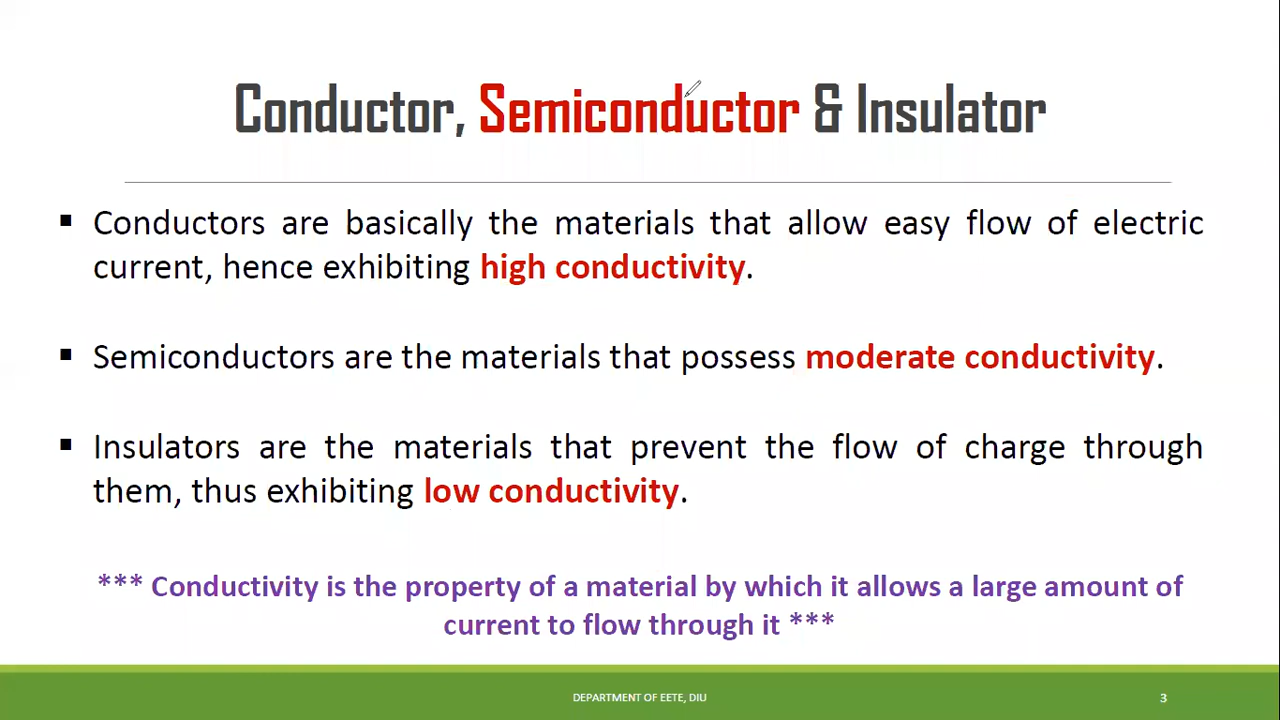 Conductor, Semiconductor & Insulator
▪ Conductors are basically the materials that allow easy flow of electric
current, hence exhibiting high conductivity.
▪ Semiconductors are the materials that possess moderate conductivity.
▪ Insulators are the materials that prevent the flow of charge through
them, thus exhibiting low conductivity.
*** Conductivity is the property of a material by which it allows a large amount of
current to flow through it ***
DEPARTMENT OF EETE, DIU
3